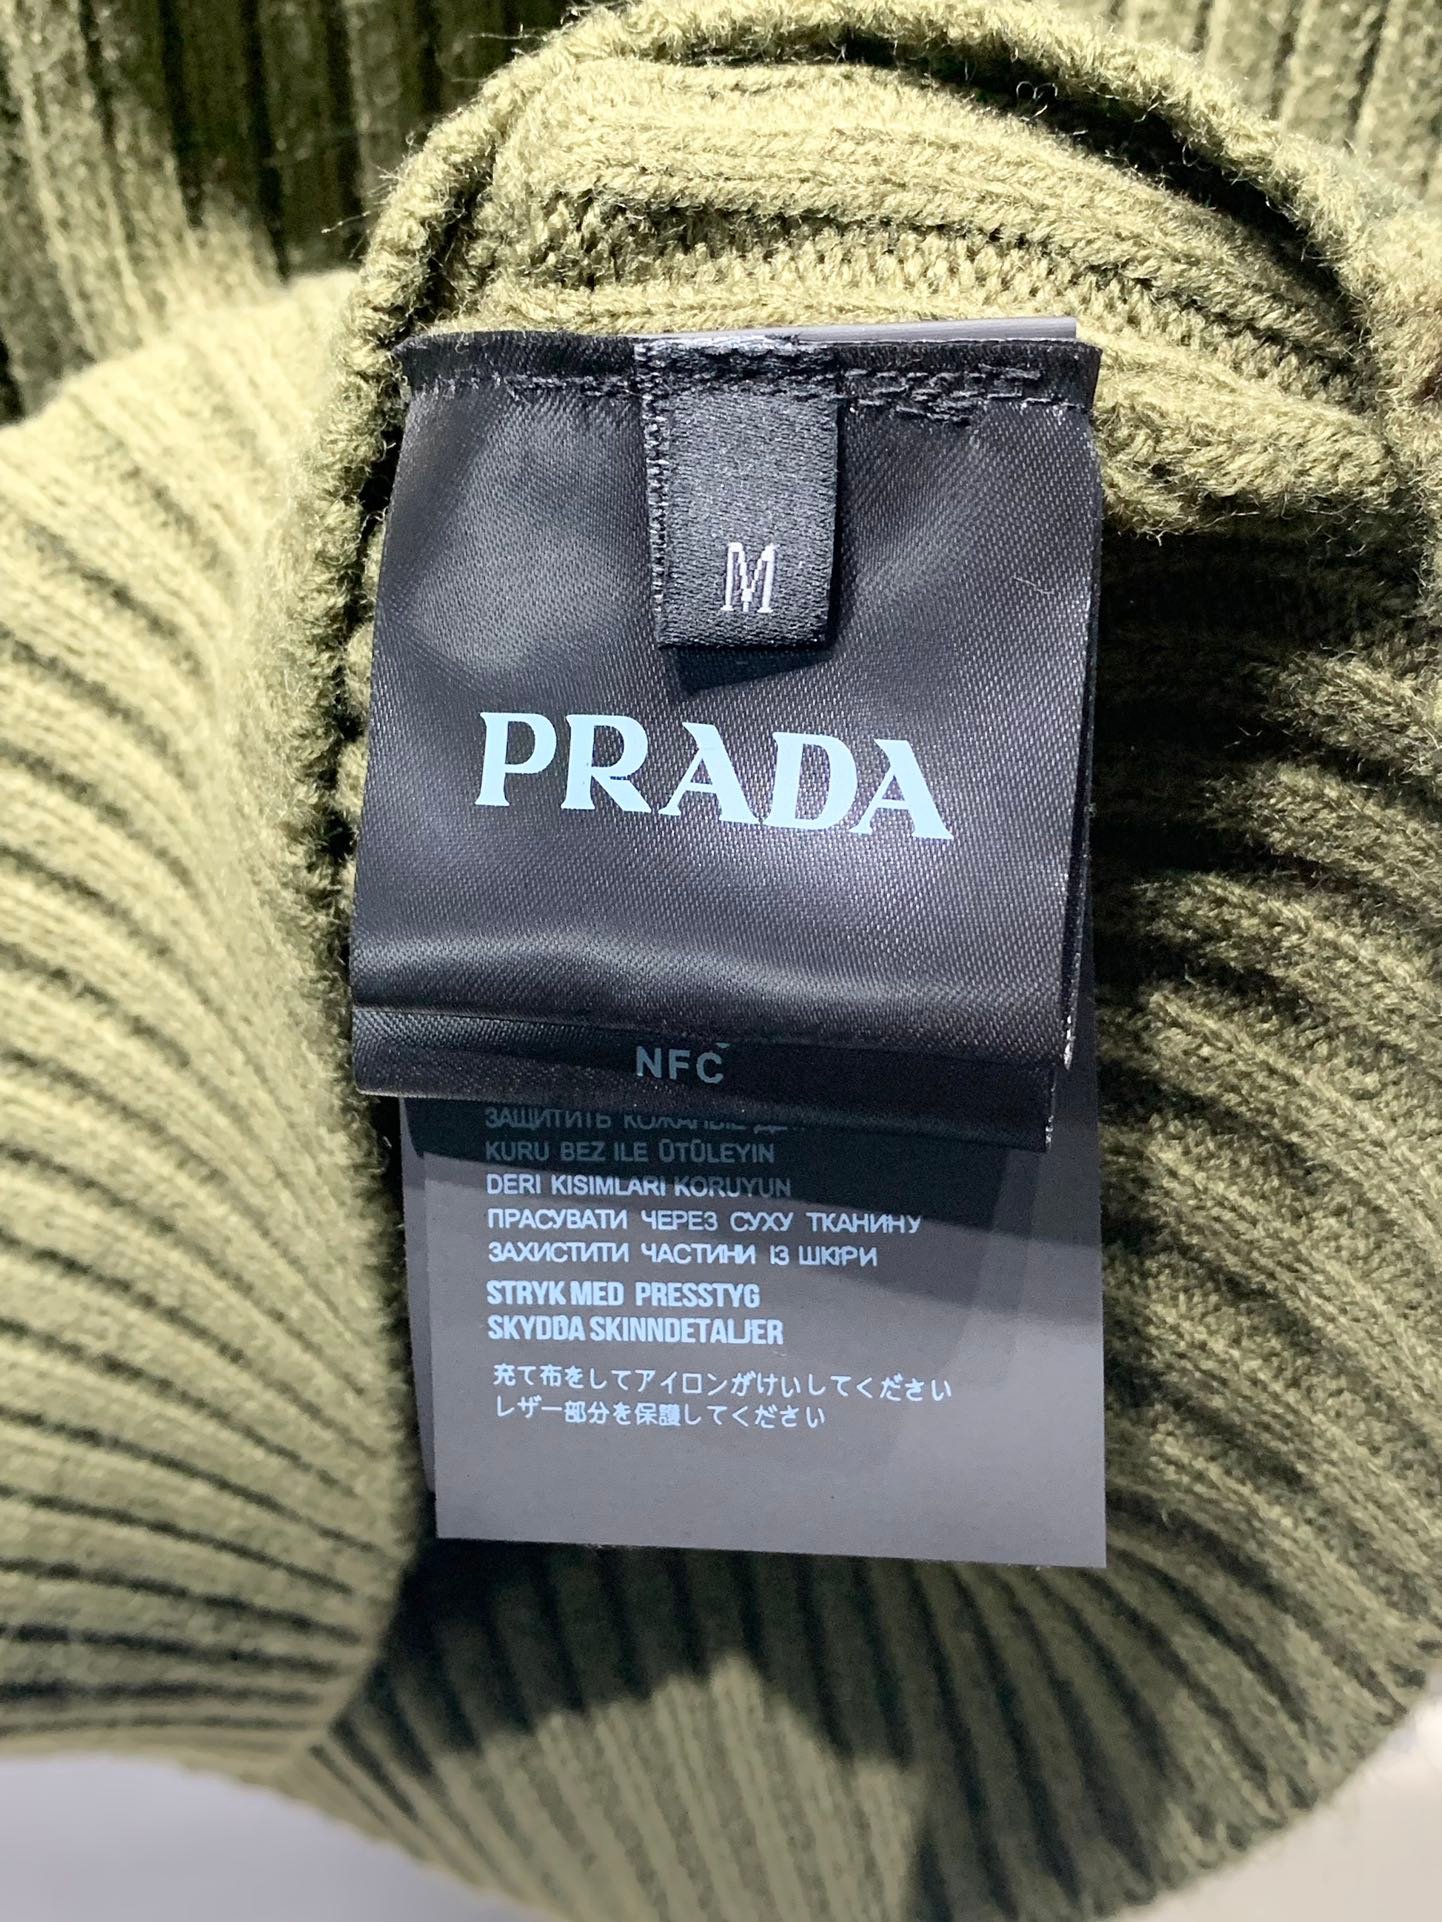 M
PRADA
NFC
ЗАЩИТИТЬ КОЖАНЫЕ
KURU BEZ ILE ÜTÜLEYIN
DERI KISIMLARI KORUYUN
ПРАСУВАТИ ЧЕРЕЗ СУХУ ТКАНИНУ
ЗАХИСТИТИ ЧАСТИНИ ІЗ ШКІРИ
STRYK MED PRESSTYG
SKYDDA SKINNDETALJER
充て布をしてアイロンがけいしてください
レザー部分を保護してください